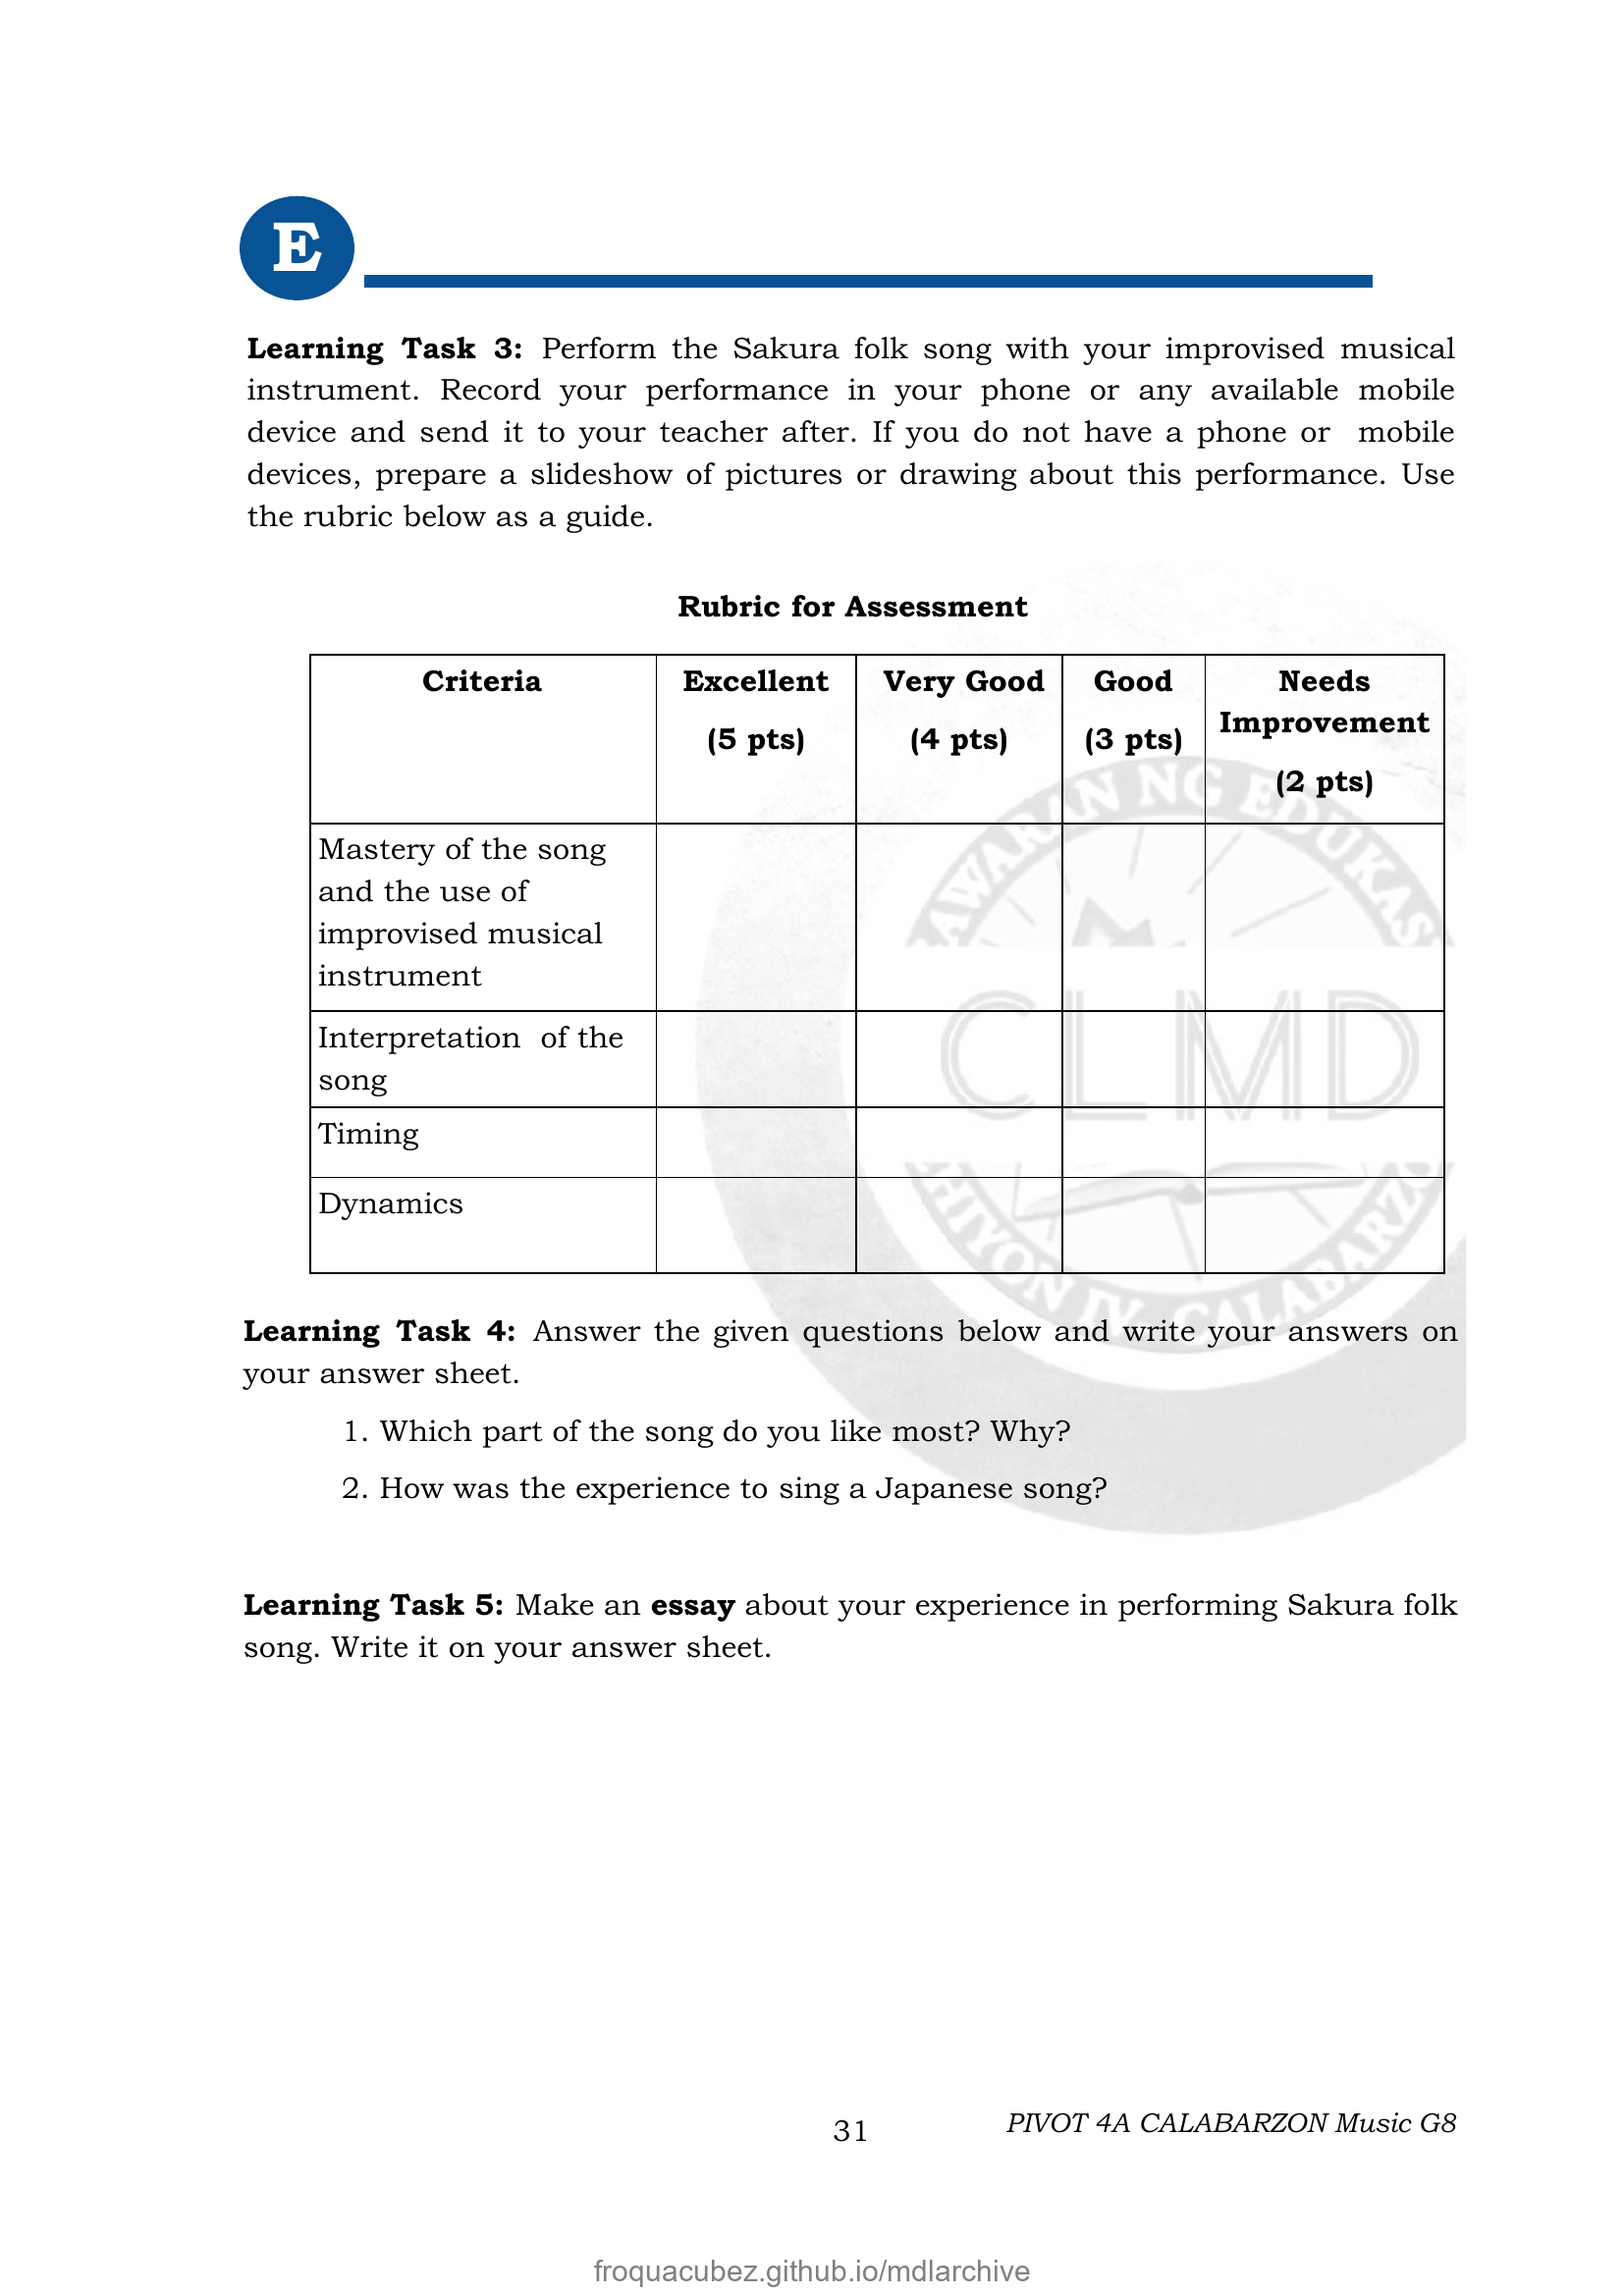 E
Learning Task 3: Perform the Sakura folk song with your improvised musical
instrument. Record your performance in your phone or any available mobile
device and send it to your teacher after. If you do not have a phone or mobile
devices, prepare a slideshow of pictures or drawing about this performance. Use
the rubric below as a guide.
Rubric for Assessment
Criteria
Excellent
(5 pts)
Very Good
(4 pts)
Good
(3 pts)
Needs
Improvement
(2 pts)
Mastery of the song
and the use of
improvised musical
instrument
Interpretation of the
song
Timing
Dynamics
CLMD
Learning Task 4: Answer the given questions below and write your answers on
your answer sheet.
1. Which part of the song do you like most? Why?
2. How was the experience to sing a Japanese song?
Learning Task 5: Make an essay about your experience in performing Sakura folk
song. Write it on your answer sheet.
31
PIVOT 4A CALABARZON Music G8
froquacubez.github.io/mdlarchive